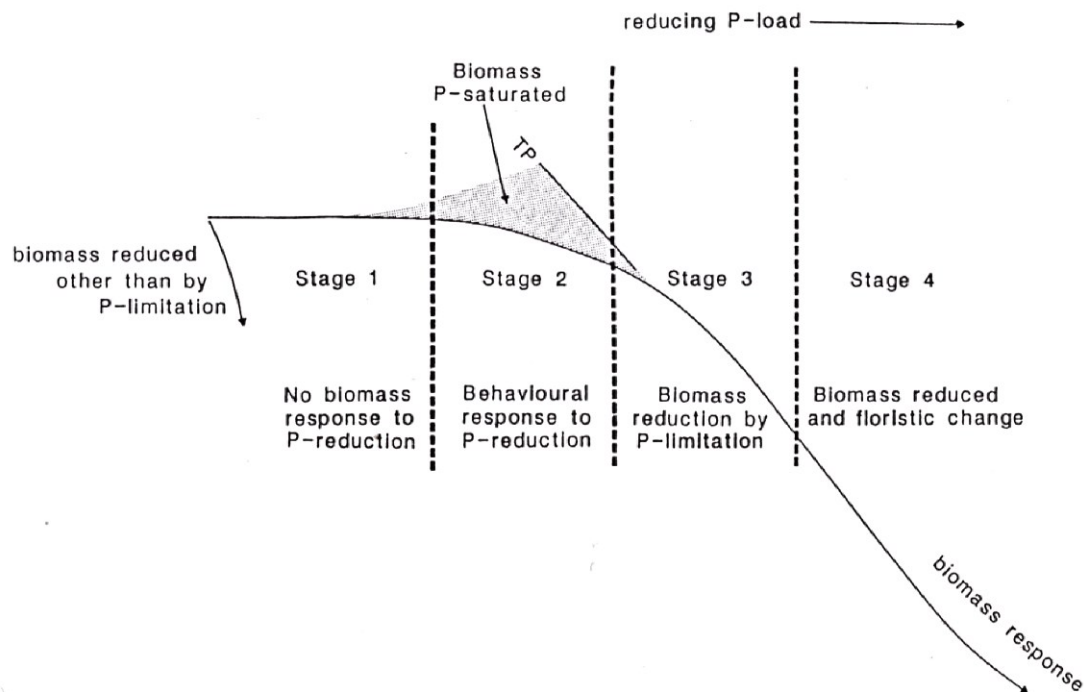 reducing P-load
Biomass
P-saturated
TP
biomass reduced
other than by
P-limitation
Stage 1
Stage 2
Stage 3
Stage 4
No biomass
response to
P-reduction
Behavioural
response to
P-reduction
Biomass
reduction by
P-limitation
Biomass reduced
and floristic change
biomass response